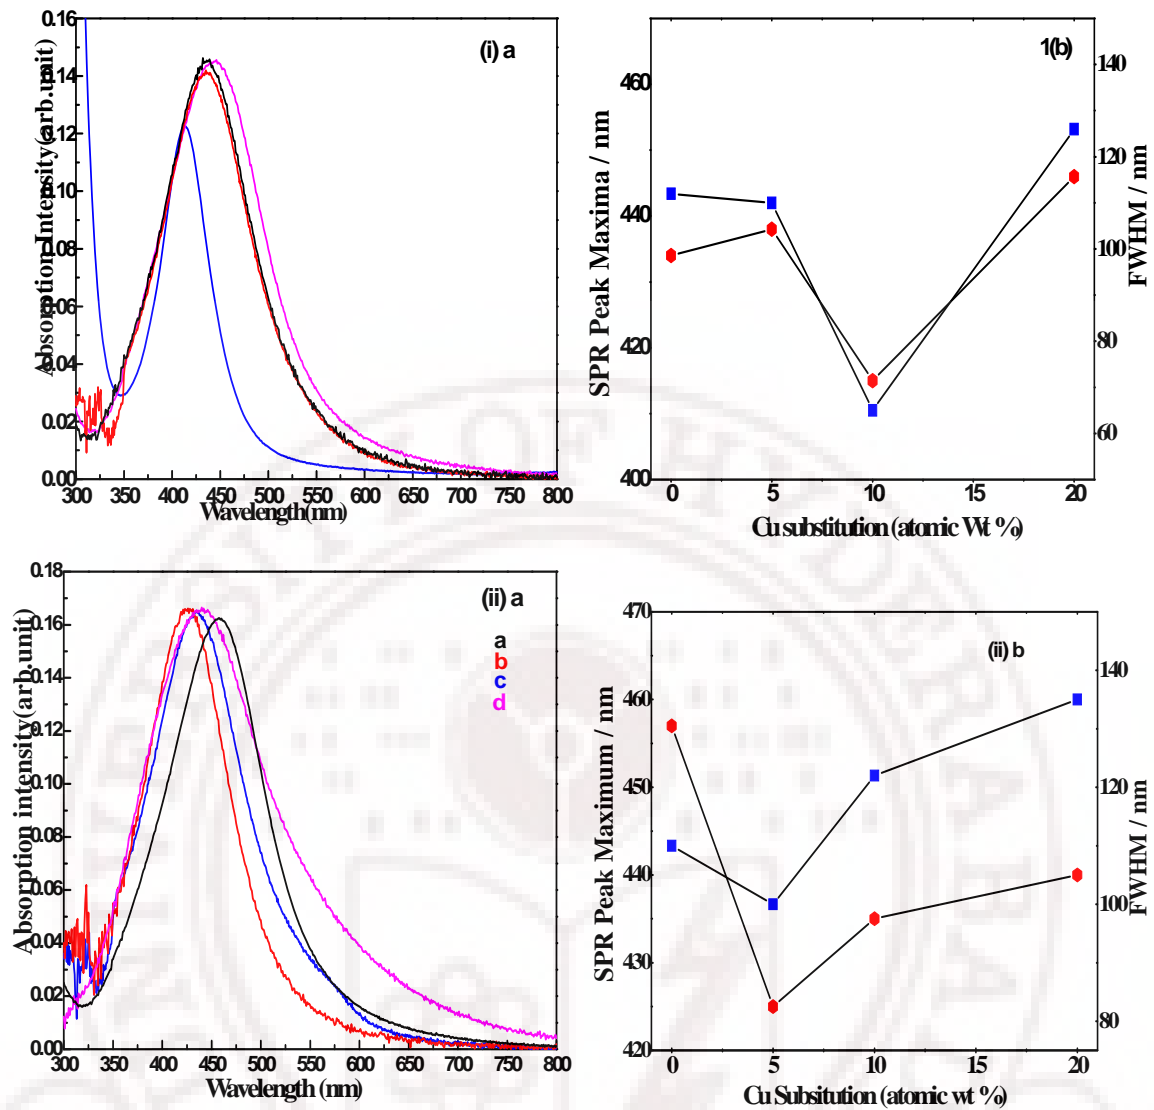 (i) a
Absorption Intensity(arb.unit)
0.16
0.14
0.12
0.10
0.08
0.06
0.04
0.02
0.00
300 350 400 450 500 550 600 650 700 750 800
Wavelength(nm)
1(b)
SPR Peak Maxima / nm
460
440
420
400
140
120
100
80
60
FWHM / nm
0 5 10 15 20
Cu substitution (atomic Wt %)
(ii) a
a
b
c
d
Absorption intensity(arb.unit)
0.18
0.16
0.14
0.12
0.10
0.08
0.06
0.04
0.02
0.00
300 350 400 450 500 550 600 650 700 750 800
Wavelength (nm)
(ii) b
SPR Peak Maximum / nm
470
460
450
440
430
420
140
120
100
80
FWHM / nm
0 5 10 15 20
Cu Subsitution (atomic wt %)